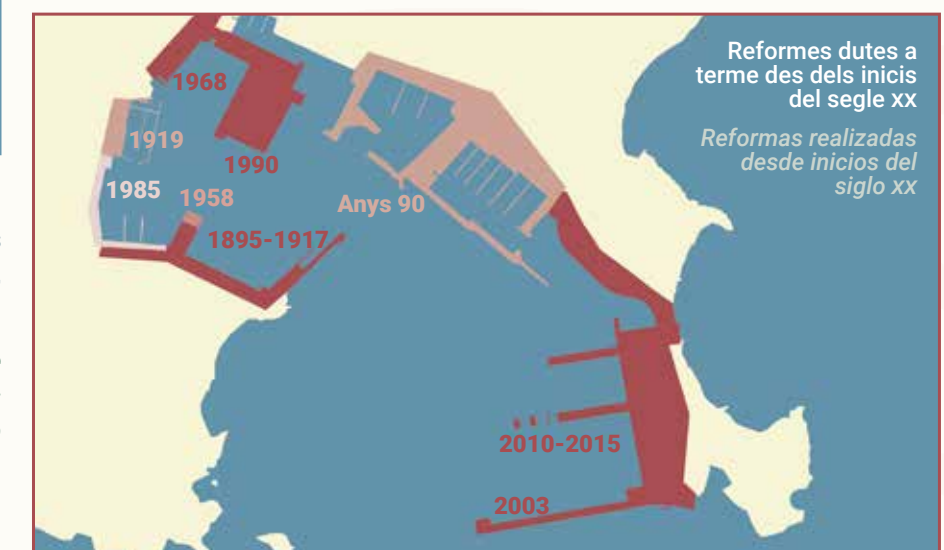 Reformes dutes a
terme des dels inicis
del segle xx
Reformas realizadas
desde inicios del
siglo xx
1968
1919
1990
1985
1958
Anys 90
1895-1917
2010-2015
2003